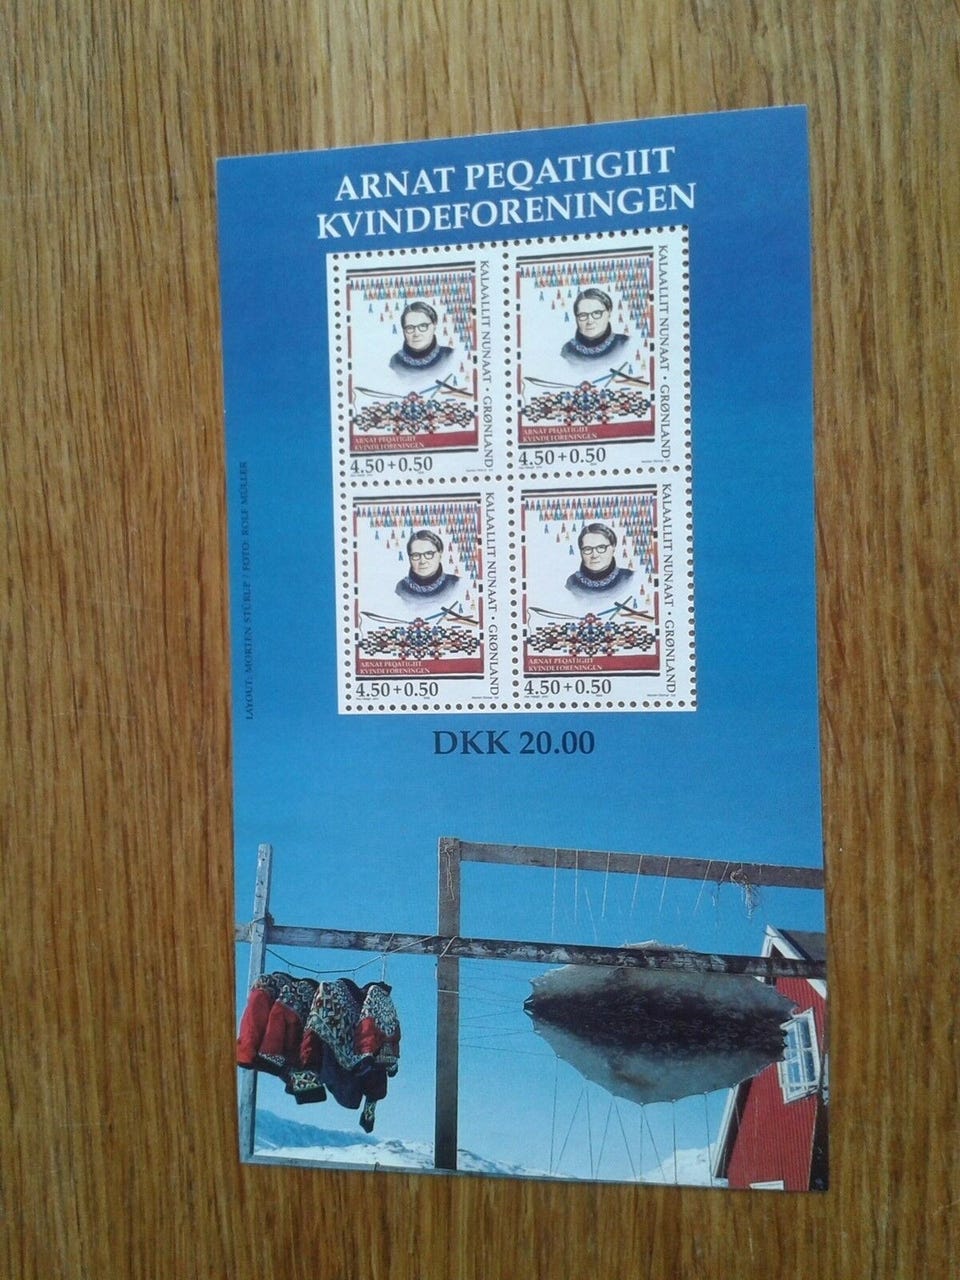 ARNAT PEQATIGIIT
KVINDEFORENINGEN
KALAALLIT NUNAAT • GRØNLAND
ARNAT PEQATIGIIT
KVINDEFORENINGEN
4.50 + 0.50
KALAALLIT NUNAAT • GRØNLAND
ARNAT PEQATIGIIT
KVINDEFORENINGEN
4.50 + 0.50
KALAALLIT NUNAAT • GRØNLAND
ARNAT PEQATIGIIT
KVINDEFORENINGEN
4.50 + 0.50
KALAALLIT NUNAAT • GRØNLAND
ARNAT PEQATIGIIT
KVINDEFORENINGEN
4.50 + 0.50
LAYOUT: MORTEN STÜRUP / FOTO: ROLF MÜLLER
DKK 20.00